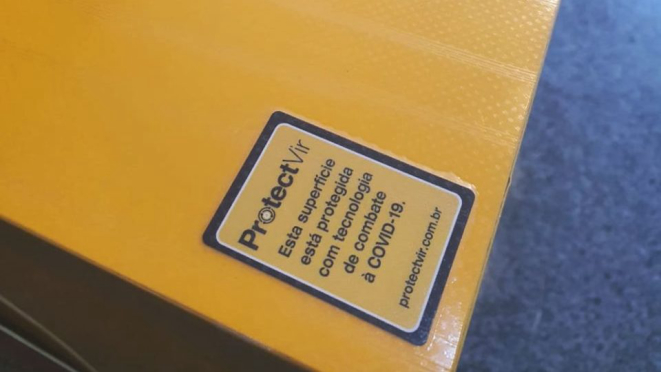 ProtectVir
Esta superfície
está protegida
com tecnologia
de combate
à COVID-19.
protectvir.com.br